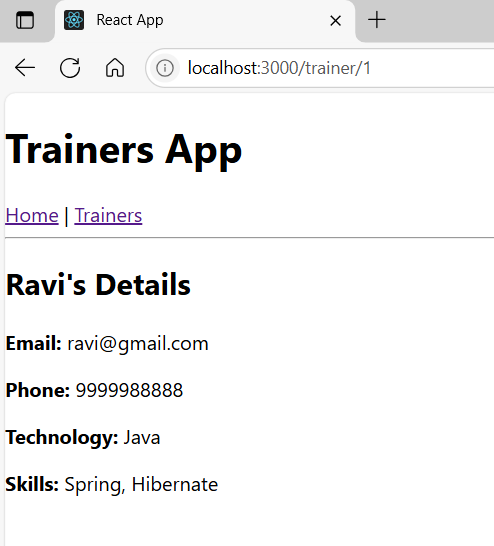 React App
localhost:3000/trainer/1
Trainers App
Home | Trainers
Ravi's Details
Email: ravi@gmail.com
Phone: 9999988888
Technology: Java
Skills: Spring, Hibernate